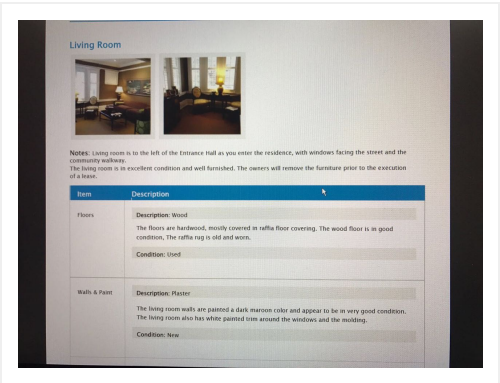 Living Room
Notes: Living room is to the left of the Entrance Hall as you enter the residence, with windows facing the street and the
community walkway.
The living room is in excellent condition and well furnished. The owners will remove the furniture prior to the execution
of a lease.
Item Description
Floors Description: Wood
The floors are hardwood, mostly covered in raffia floor covering. The wood floor is in good
condition, The raffia rug is old and worn.
Condition: Used
Walls & Paint Description: Plaster
The living room walls are painted a dark maroon color and appear to be in very good condition.
The living room also has white painted trim around the windows and the molding.
Condition: New